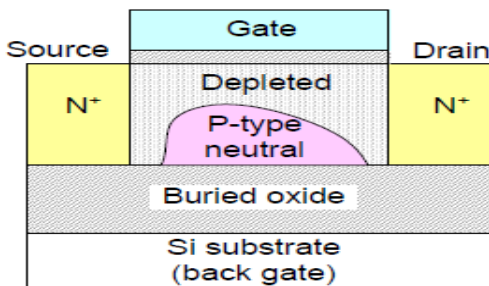 Gate
Source
Drain
Depleted
N+
N+
P-type
neutral
Buried oxide
Si substrate
(back gate)